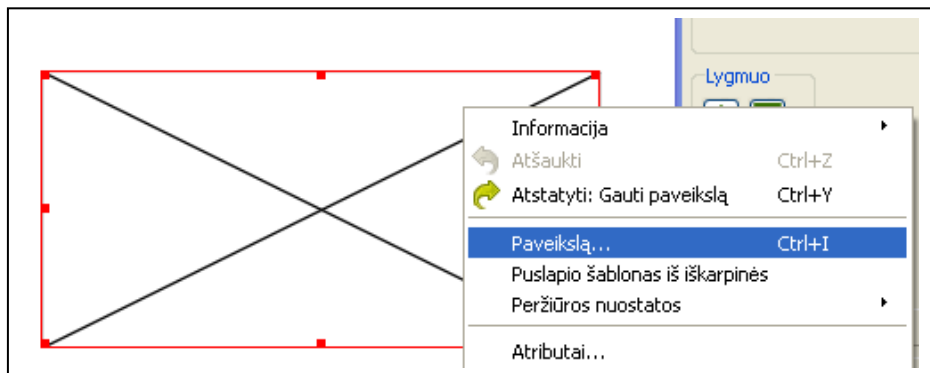 Lygmuo
Informacija
Atšaukti Ctrl+Z
Atstatyti: Gauti paveikslą Ctrl+Y
Paveikslą... Ctrl+I
Puslapio šablonas iš iškarpinės
Peržiūros nuostatos
Atributai...